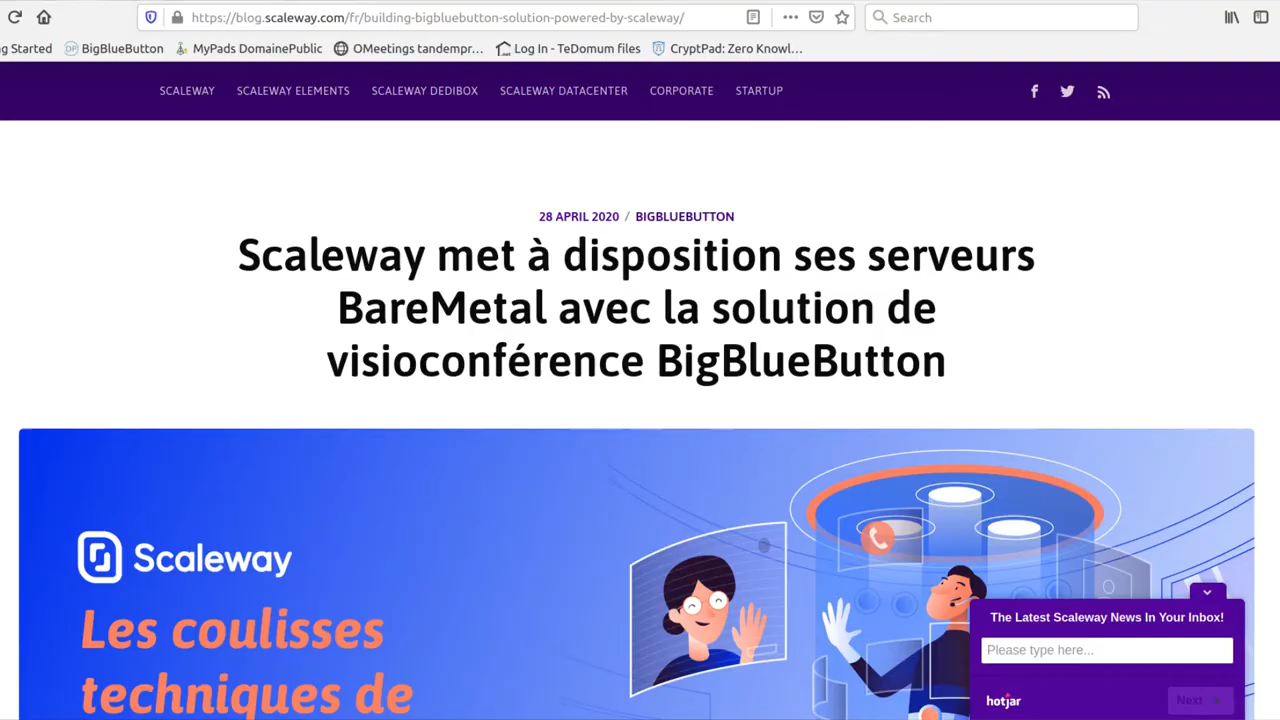 https://blog.scaleway.com/fr/building-bigbluebutton-solution-powered-by-scaleway/
Search
g Started
BigBlueButton
MyPads DomainePublic
OMeetings tandempr…
Log In - TeDomum files
CryptPad: Zero Knowl…
SCALEWAY
SCALEWAY ELEMENTS
SCALEWAY DEDIBOX
SCALEWAY DATACENTER
CORPORATE
STARTUP
28 APRIL 2020 / BIGBLUEBUTTON
Scaleway met à disposition ses serveurs
BareMetal avec la solution de
visioconférence BigBlueButton
Scaleway
Les coulisses
techniques de
The Latest Scaleway News In Your Inbox!
Please type here...
hotjar
Next